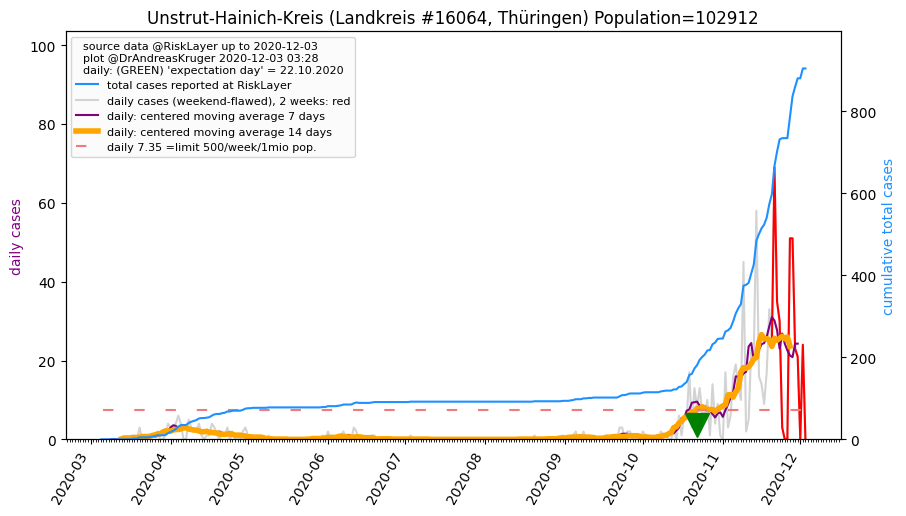 Unstrut-Hainich-Kreis (Landkreis #16064, Thüringen) Population=102912
source data @RiskLayer up to 2020-12-03
plot @DrAndreasKruger 2020-12-03 03:28
daily: (GREEN) 'expectation day' = 22.10.2020
total cases reported at RiskLayer
daily cases (weekend-flawed), 2 weeks: red
daily: centered moving average 7 days
daily: centered moving average 14 days
daily 7.35 =limit 500/week/1mio pop.
daily cases
100
80
60
40
20
0
cumulative total cases
800
600
400
200
0
2020-03
2020-04
2020-05
2020-06
2020-07
2020-08
2020-09
2020-10
2020-11
2020-12